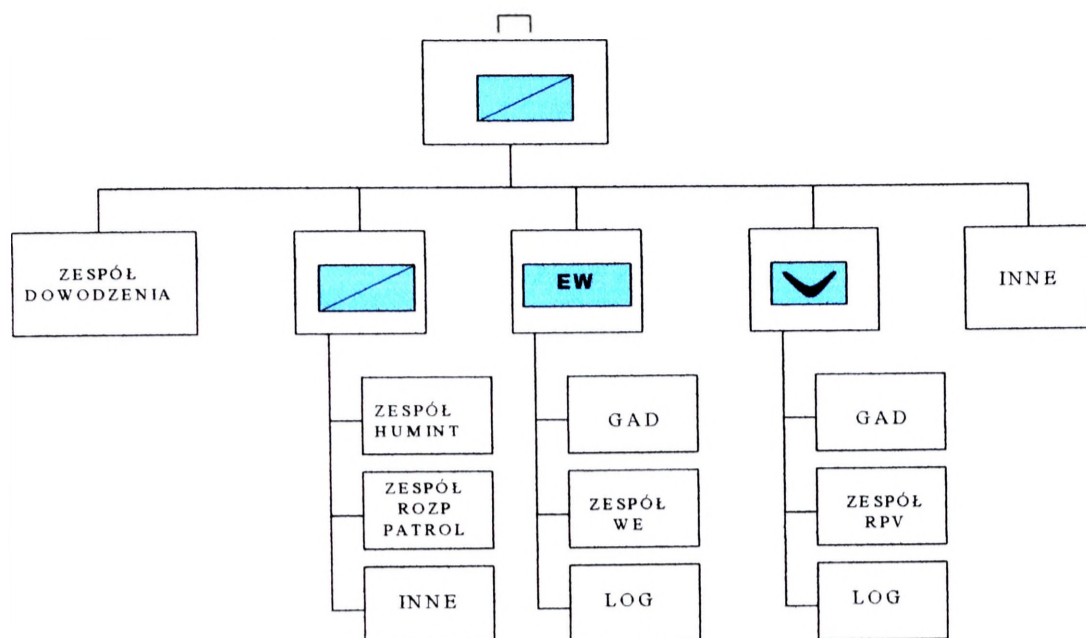 ZESPÓŁ
DOWODZENIA
EW
INNE
ZESPÓŁ
HUMINT
ZESPÓŁ
ROZP
PATROL
INNE
GAD
ZESPÓŁ
WE
LOG
GAD
ZESPÓŁ
RPV
LOG